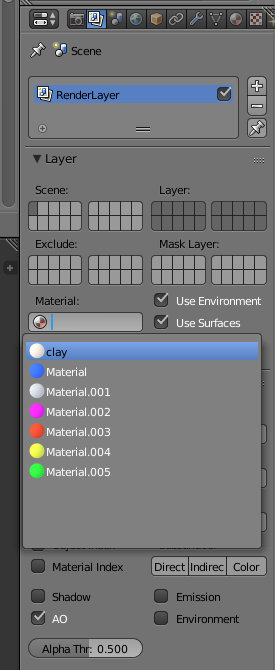 Scene
RenderLayer
Layer
Scene: Layer:
Exclude: Mask Layer:
Material: Use Environment
Use Surfaces
clay
Material
Material.001
Material.002
Material.003
Material.004
Material.005
Material Index Direct Indirec Color
Shadow Emission
AO Environment
Alpha Thr: 0.500